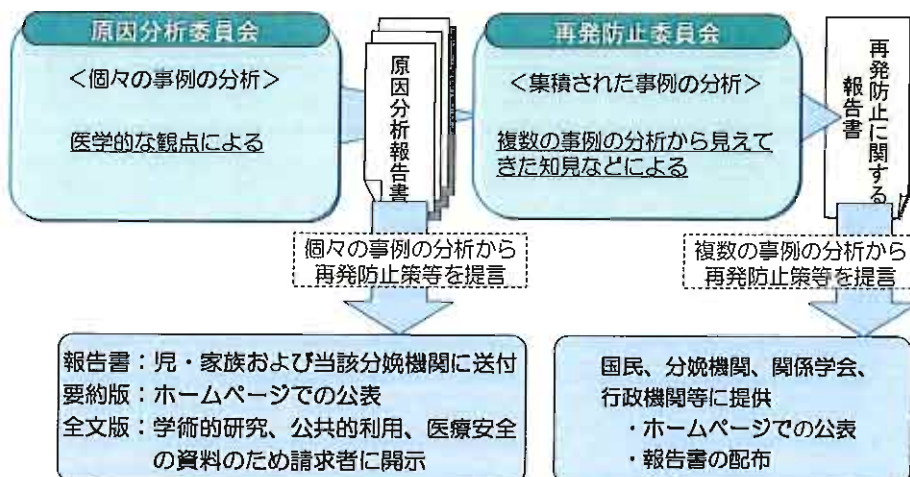 原因分析委員会
＜個々の事例の分析＞
医学的な観点による
原因分析報告書
再発防止委員会
＜集積された事例の分析＞
複数の事例の分析から見えて
きた知見などによる
再発防止に関する
報告書
個々の事例の分析から
再発防止策等を提言
複数の事例の分析から
再発防止策等を提言
報告書：児・家族および当該分娩機関に送付
要約版：ホームページでの公表
全文版：学術的研究、公共的利用、医療安全
の資料のため請求者に開示
国民、分娩機関、関係学会、
行政機関等に提供
・ホームページでの公表
・報告書の配布